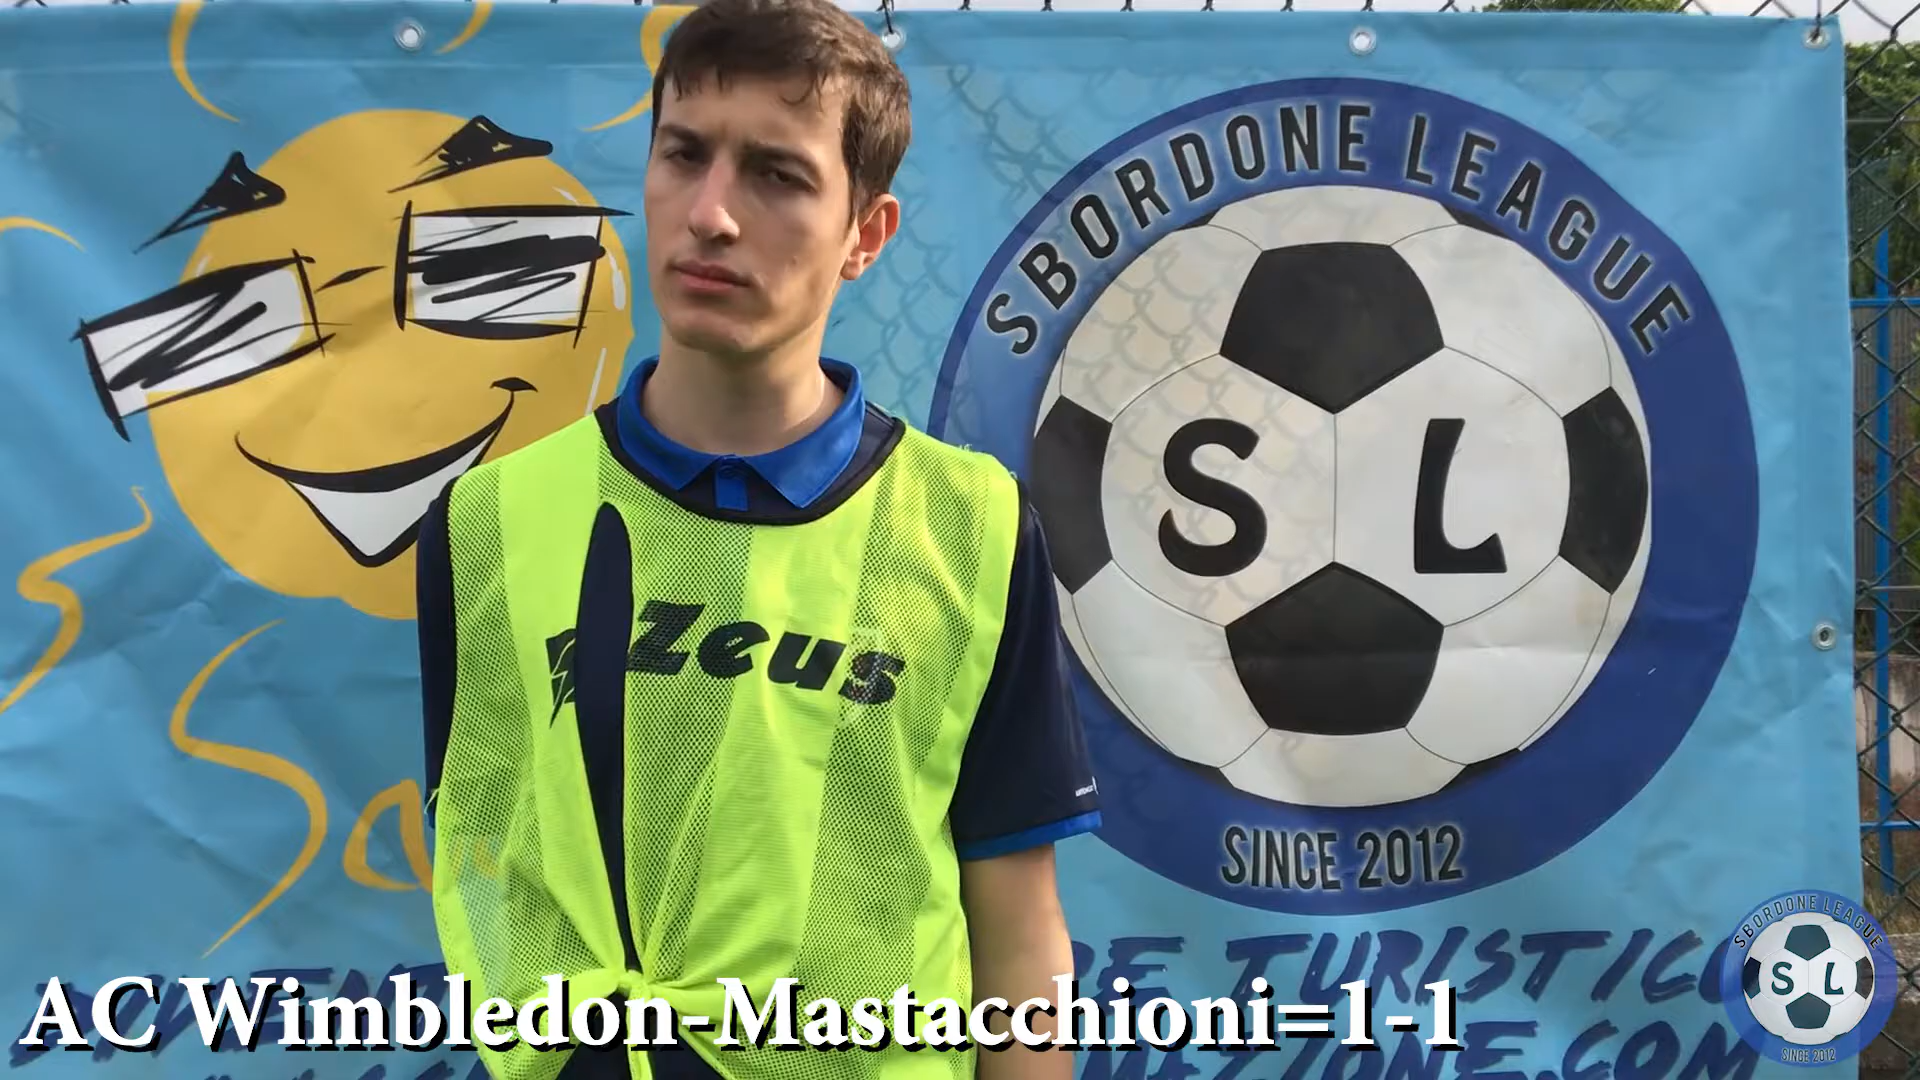 SBORDONE LEAGUE
S L
SINCE 2012
Zeus
TURISTICO
AC Wimbledon-Mastacchioni=1-1
SBORDONE LEAGUE
S L
SINCE 2012